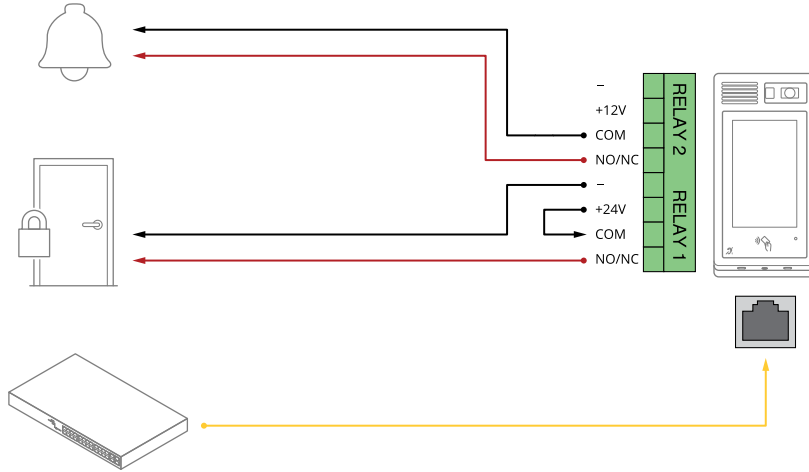 –
+12V
COM
NO/NC
–
+24V
COM
NO/NC
RELAY 2
RELAY 1